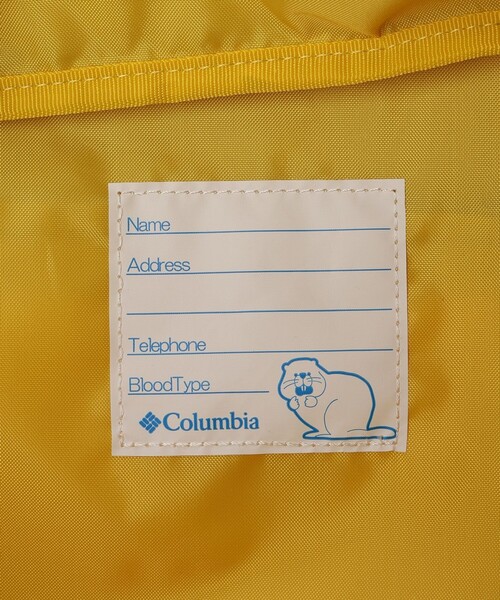 Name
Address
Telephone
BloodType
Columbia